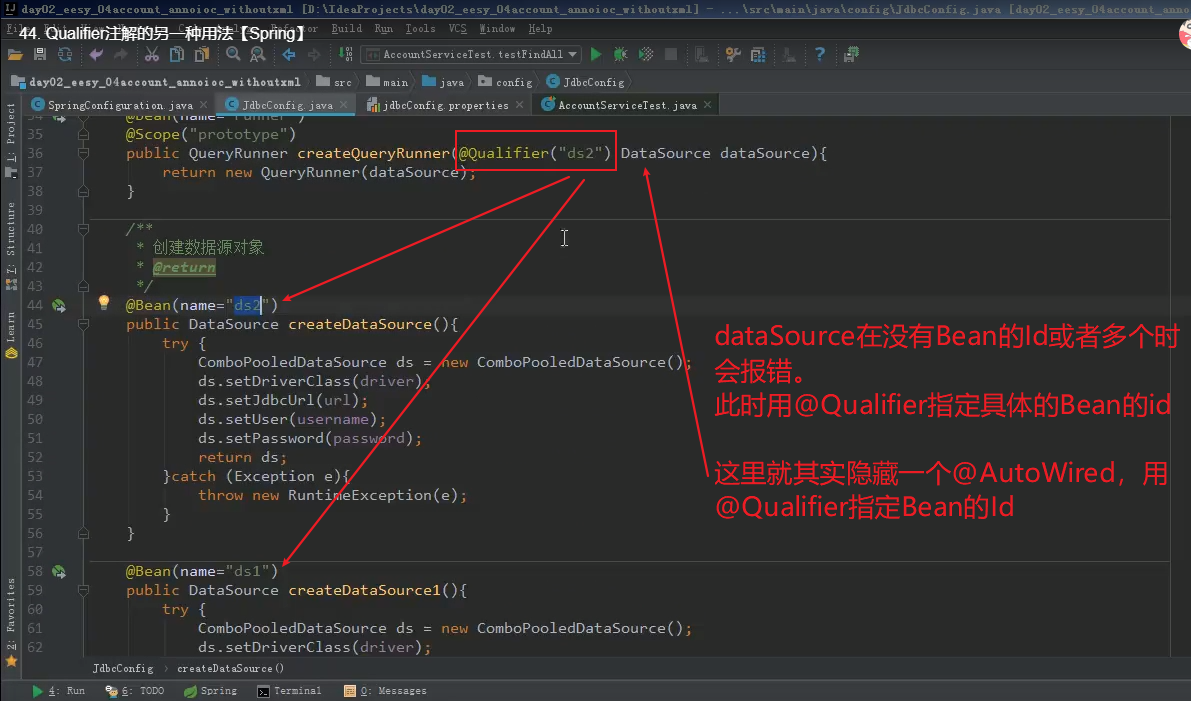 day02_eesy_04account_annoioc_withoutxml [D:\IdeaProjects\day02_eesy_04account_annoioc_withoutxml] - ...\src\main\java\config\JdbcConfig.java [day02_eesy_04account_anno
44. Qualifier注解的另一种用法【Spring】
Build Run Tools VCS Window Help
AccountServiceTest.testFindAll
day02_eesy_04account_annoioc_withoutxml src main java config JdbcConfig
SpringConfiguration.java JdbcConfig.java jdbcConfig.properties AccountServiceTest.java
1: Project
7: Structure
Learn
2: Favorites
34 @Bean(name="runner")
35 @Scope("prototype")
36 public QueryRunner createQueryRunner(@Qualifier("ds2") DataSource dataSource){
37 return new QueryRunner(dataSource);
38 }
39
40 /**
41 * 创建数据源对象
42 * @return
43 */
44 @Bean(name="ds2")
45 public DataSource createDataSource(){
46 try {
47 ComboPooledDataSource ds = new ComboPooledDataSource();
48 ds.setDriverClass(driver);
49 ds.setJdbcUrl(url);
50 ds.setUser(username);
51 ds.setPassword(password);
52 return ds;
53 }catch (Exception e){
54 throw new RuntimeException(e);
55 }
56 }
57
58 @Bean(name="ds1")
59 public DataSource createDataSource1(){
60 try {
61 ComboPooledDataSource ds = new ComboPooledDataSource();
62 ds.setDriverClass(driver);
dataSource在没有Bean的Id或者多个时
会报错。
此时用@Qualifier指定具体的Bean的id
这里就其实隐藏一个@AutoWired，用
@Qualifier指定Bean的Id
JdbcConfig › createDataSource()
4: Run 6: TODO Spring Terminal 0: Messages